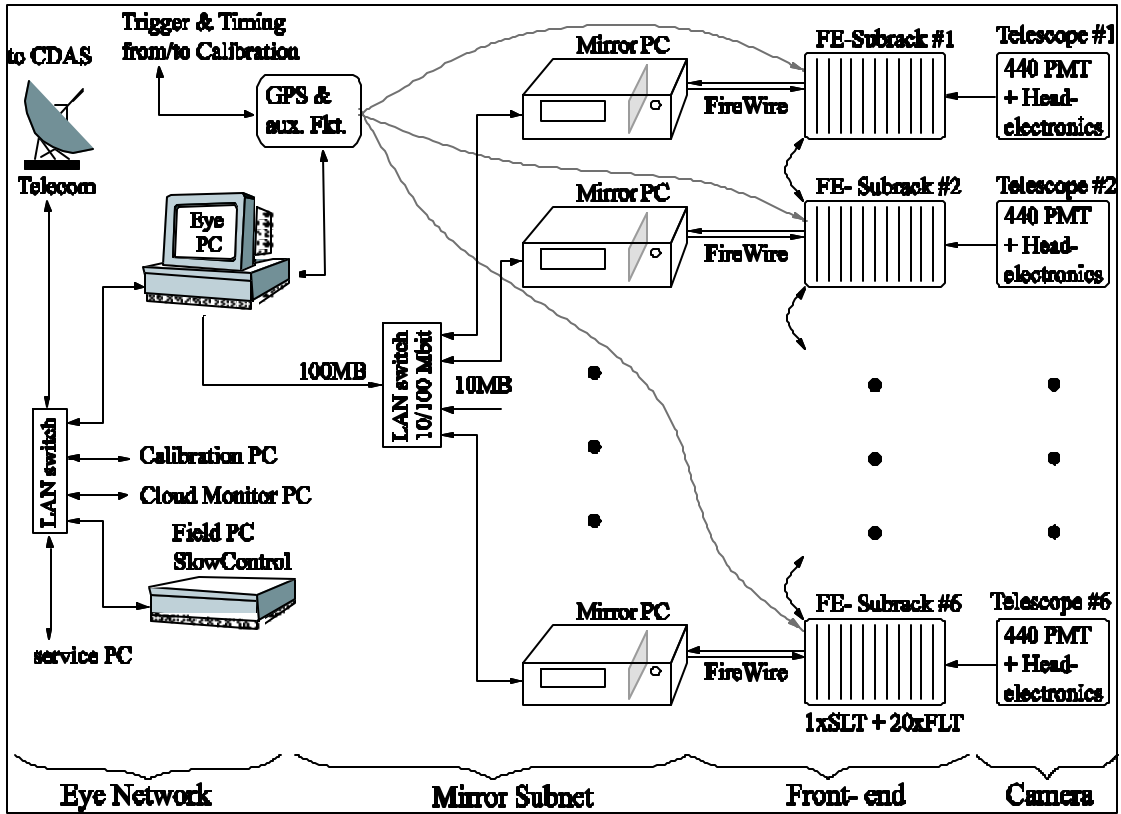 Trigger & Timing
from/to Calibration
to CDAS
Telecom
GPS &
aux. Fkt.
Eye
PC
LAN switch
Calibration PC
Cloud Monitor PC
Field PC
SlowControl
service PC
100MB
LAN switch
10/100 Mbit
10MB
Mirror PC
FireWire
FE-Subrack #1
Telescope #1
440 PMT
+ Head-
electronics
Mirror PC
FireWire
FE- Subrack #2
Telescope #2
440 PMT
+ Head-
electronics
Mirror PC
FireWire
FE- Subrack #6
1xSLT + 20xFLT
Telescope #6
440 PMT
+ Head-
electronics
Eye Network
Mirror Subnet
Front- end
Camera